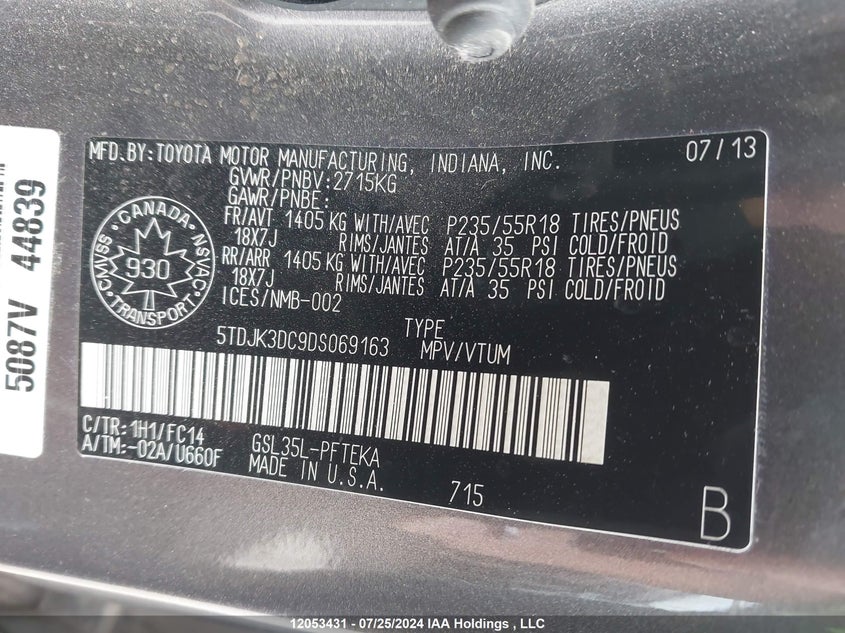 MFD.BY:TOYOTA MOTOR MANUFACTURING, INDIANA, INC. 07/13
GVWR/PNBV:2715KG
GAWR/PNBE:
FR/AVT 1405 KG WITH/AVEC P235/55R18 TIRES/PNEUS
18X7J RIMS/JANTES AT/A 35 PSI COLD/FROID
RR/ARR 1405 KG WITH/AVEC P235/55R18 TIRES/PNEUS
18X7J RIMS/JANTES AT/A 35 PSI COLD/FROID
ICES/NMB-002
CANADA
CMVSS
NSVAC
930
TRANSPORT
5TDJK3DC9DS069163
TYPE
MPV/VTUM
C/TR:1H1/FC14
A/TM:-02A/U660F
GSL35L-PFTEKA
MADE IN U.S.A.
715
B
5087V 44839
12053431 - 07/25/2024 IAA Holdings , LLC